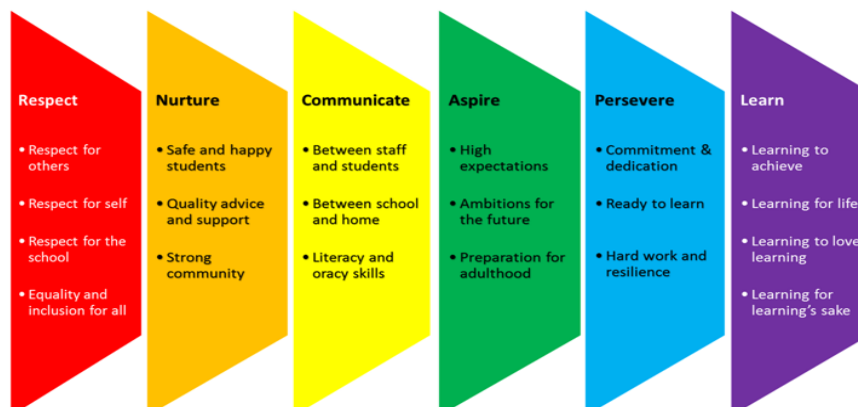 Respect
• Respect for
others
• Respect for self
• Respect for the
school
• Equality and
inclusion for all
Nurture
• Safe and happy
students
• Quality advice
and support
• Strong
community
Communicate
• Between staff
and students
• Between school
and home
• Literacy and
oracy skills
Aspire
• High
expectations
• Ambitions for
the future
• Preparation for
adulthood
Persevere
• Commitment &
dedication
• Ready to learn
• Hard work and
resilience
Learn
• Learning to
achieve
• Learning for life
• Learning to love
learning
• Learning for
learning's sake